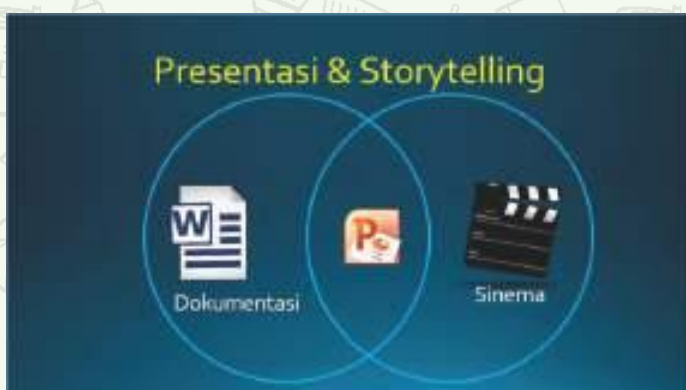 Presentasi & Storytelling
W
P
Dokumentasi
Sinema